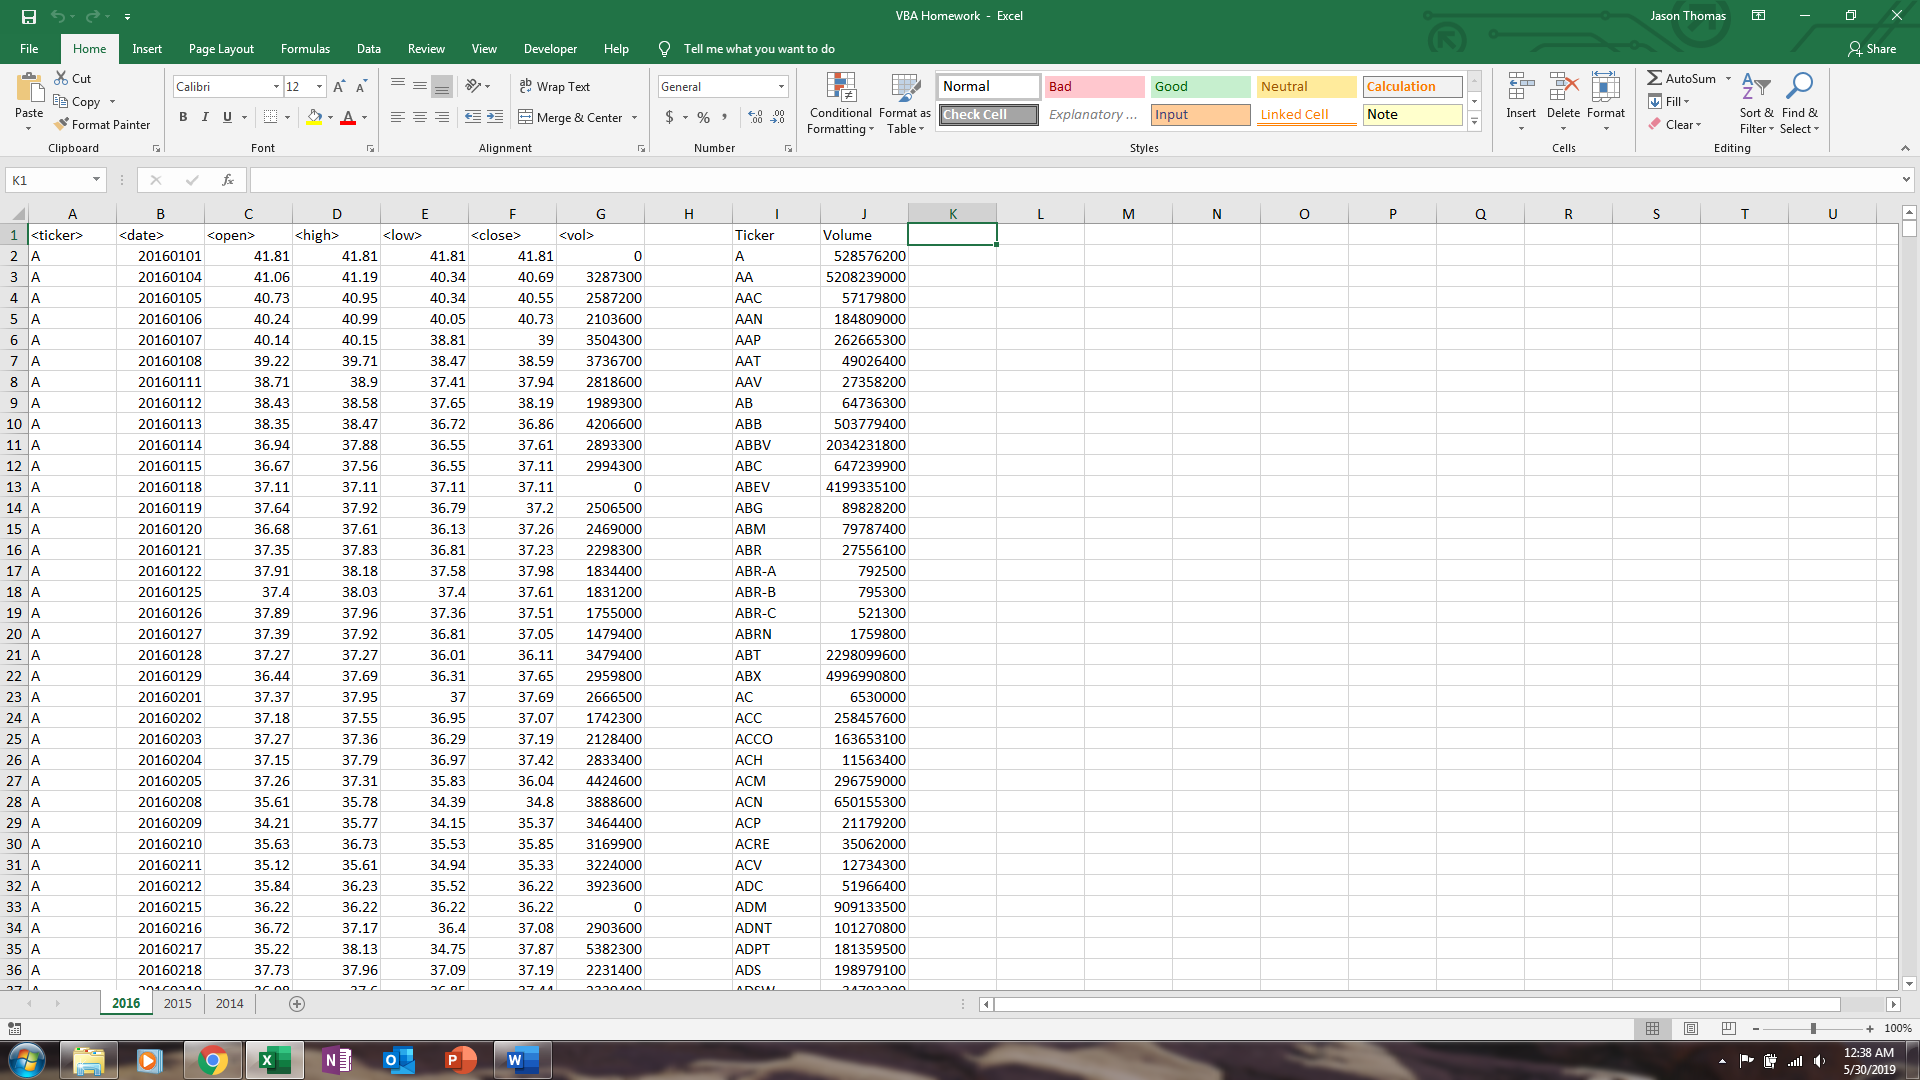 VBA Homework - Excel
Jason Thomas
File Home Insert Page Layout Formulas Data Review View Developer Help Tell me what you want to do Share
Cut
Copy
Format Painter
Paste
Clipboard
Calibri 12
B I U
Font
Wrap Text
Merge & Center
Alignment
General
$ % ,
Number
Conditional Formatting
Format as Table
Normal Bad Good Neutral Calculation
Check Cell Explanatory ... Input Linked Cell Note
Styles
Insert Delete Format
Cells
AutoSum
Fill
Clear
Sort & Filter
Find & Select
Editing
K1
fx
A B C D E F G H I J K L M N O P Q R S T U
1 <ticker> <date> <open> <high> <low> <close> <vol> Ticker Volume
2 A 20160101 41.81 41.81 41.81 41.81 0 A 528576200
3 A 20160104 41.06 41.19 40.34 40.69 3287300 AA 5208239000
4 A 20160105 40.73 40.95 40.34 40.55 2587200 AAC 57179800
5 A 20160106 40.24 40.99 40.05 40.73 2103600 AAN 184809000
6 A 20160107 40.14 40.15 38.81 39 3504300 AAP 262665300
7 A 20160108 39.22 39.71 38.47 38.59 3736700 AAT 49026400
8 A 20160111 38.71 38.9 37.41 37.94 2818600 AAV 27358200
9 A 20160112 38.43 38.58 37.65 38.19 1989300 AB 64736300
10 A 20160113 38.35 38.47 36.72 36.86 4206600 ABB 503779400
11 A 20160114 36.94 37.88 36.55 37.61 2893300 ABBV 2034231800
12 A 20160115 36.67 37.56 36.55 37.11 2994300 ABC 647239900
13 A 20160118 37.11 37.11 37.11 37.11 0 ABEV 4199335100
14 A 20160119 37.64 37.92 36.79 37.2 2506500 ABG 89828200
15 A 20160120 36.68 37.61 36.13 37.26 2469000 ABM 79787400
16 A 20160121 37.35 37.83 36.81 37.23 2298300 ABR 27556100
17 A 20160122 37.91 38.18 37.58 37.98 1834400 ABR-A 792500
18 A 20160125 37.4 38.03 37.4 37.61 1831200 ABR-B 795300
19 A 20160126 37.89 37.96 37.36 37.51 1755000 ABR-C 521300
20 A 20160127 37.39 37.92 36.81 37.05 1479400 ABRN 1759800
21 A 20160128 37.27 37.27 36.01 36.11 3479400 ABT 2298099600
22 A 20160129 36.44 37.69 36.31 37.65 2959800 ABX 4996990800
23 A 20160201 37.37 37.95 37 37.69 2666500 AC 6530000
24 A 20160202 37.18 37.55 36.95 37.07 1742300 ACC 258457600
25 A 20160203 37.27 37.36 36.29 37.19 2128400 ACCO 163653100
26 A 20160204 37.15 37.79 36.97 37.42 2833400 ACH 11563400
27 A 20160205 37.26 37.31 35.83 36.04 4424600 ACM 296759000
28 A 20160208 35.61 35.78 34.39 34.8 3888600 ACN 650155300
29 A 20160209 34.21 35.77 34.15 35.37 3464400 ACP 21179200
30 A 20160210 35.63 36.73 35.53 35.85 3169900 ACRE 35062000
31 A 20160211 35.12 35.61 34.94 35.33 3224000 ACV 12734300
32 A 20160212 35.84 36.23 35.52 36.22 3923600 ADC 51966400
33 A 20160215 36.22 36.22 36.22 36.22 0 ADM 909133500
34 A 20160216 36.72 37.17 36.4 37.08 2903600 ADNT 101270800
35 A 20160217 35.22 38.13 34.75 37.87 5382300 ADPT 181359500
36 A 20160218 37.73 37.96 37.09 37.19 2231400 ADS 198979100
2016 2015 2014
100%
12:38 AM
5/30/2019